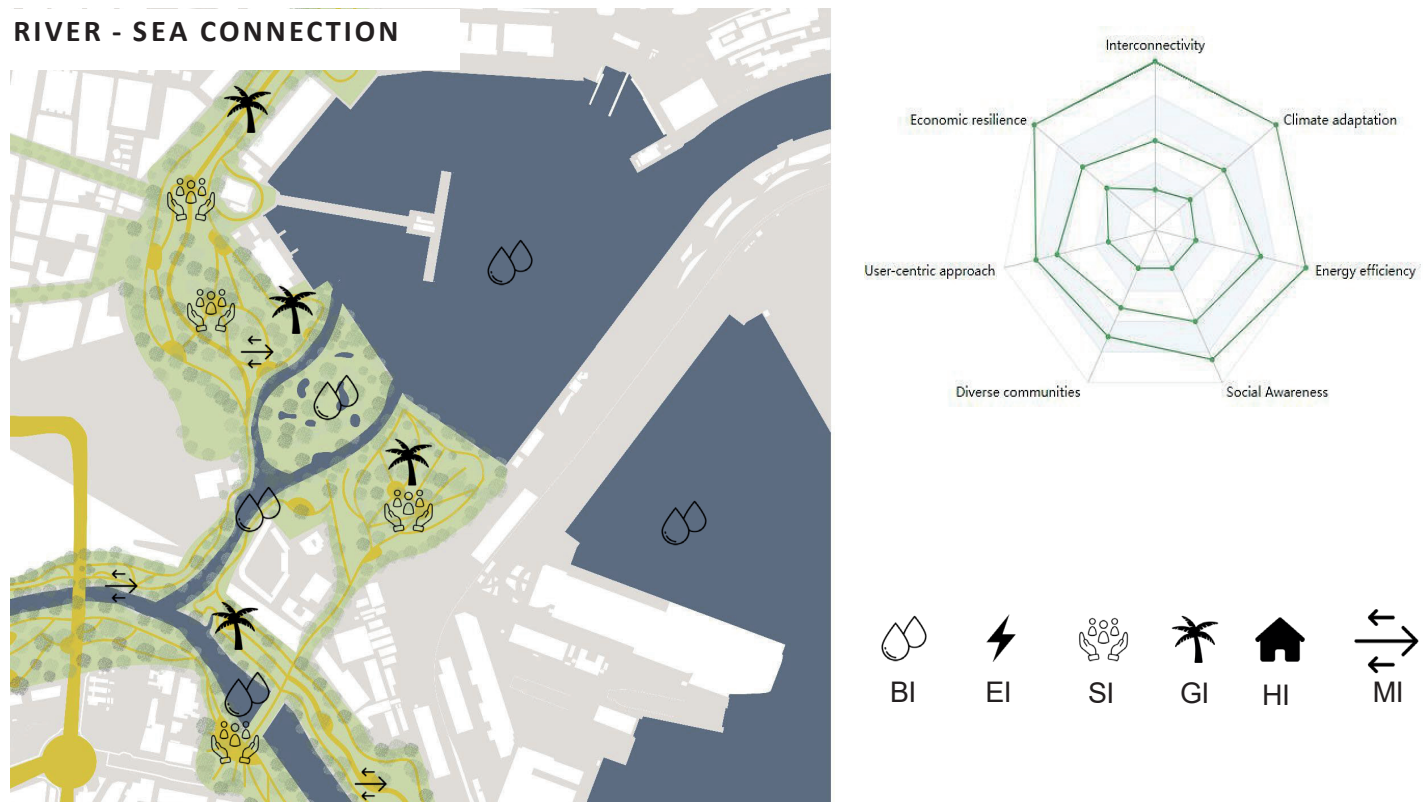 RIVER - SEA CONNECTION
Interconnectivity
Economic resilience
Climate adaptation
User-centric approach
Energy efficiency
Diverse communities
Social Awareness
BI
EI
SI
GI
HI
MI